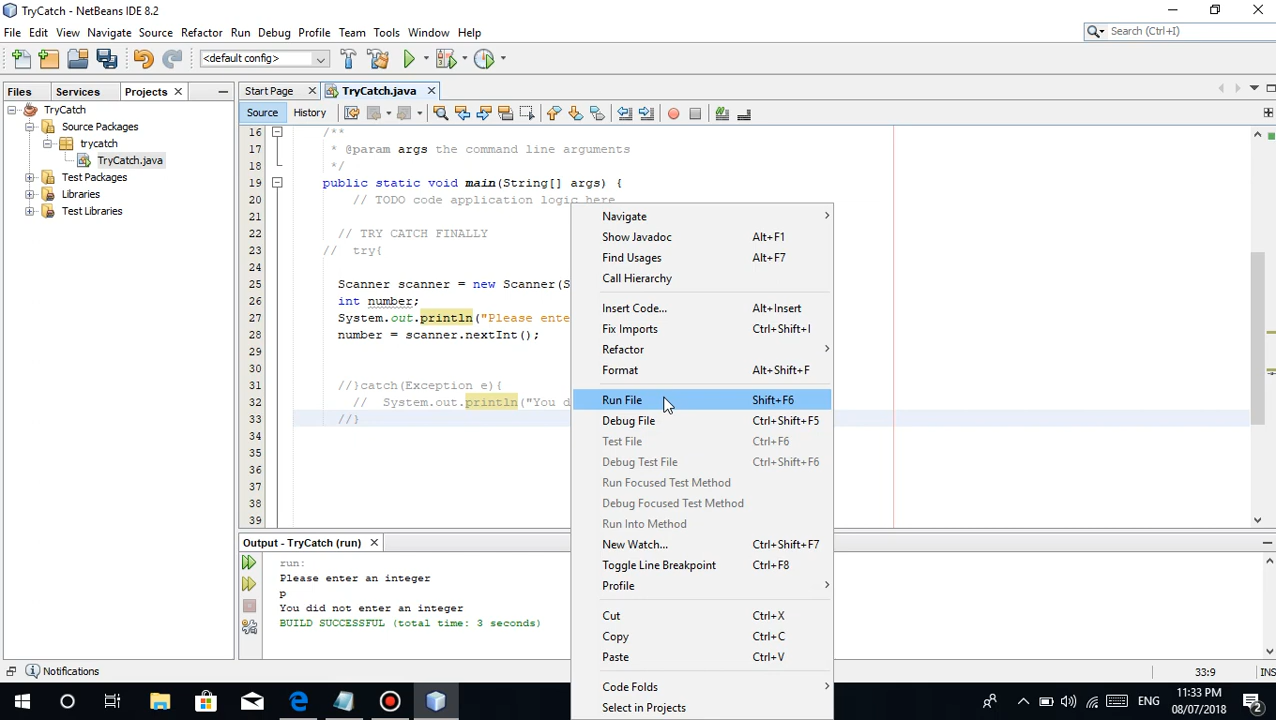 TryCatch - NetBeans IDE 8.2
File Edit View Navigate Source Refactor Run Debug Profile Team Tools Window Help
Search (Ctrl+I)
<default config>
Files Services Projects
Start Page TryCatch.java
TryCatch
Source Packages
trycatch
TryCatch.java
Test Packages
Libraries
Test Libraries
Source History
16 /**
17 * @param args the command line arguments
18 */
19 public static void main(String[] args) {
20 // TODO code application logic here
21
22 // TRY CATCH FINALLY
23 // try{
24
25 Scanner scanner = new Scanner(S
26 int number;
27 System.out.println("Please ente
28 number = scanner.nextInt();
29
30
31 //}catch(Exception e){
32 // System.out.println("You d
33 //}
34
35
36
37
38
39
Navigate
Show Javadoc Alt+F1
Find Usages Alt+F7
Call Hierarchy
Insert Code... Alt+Insert
Fix Imports Ctrl+Shift+I
Refactor
Format Alt+Shift+F
Run File Shift+F6
Debug File Ctrl+Shift+F5
Test File Ctrl+F6
Debug Test File Ctrl+Shift+F6
Run Focused Test Method
Debug Focused Test Method
Run Into Method
New Watch... Ctrl+Shift+F7
Toggle Line Breakpoint Ctrl+F8
Profile
Cut Ctrl+X
Copy Ctrl+C
Paste Ctrl+V
Code Folds
Select in Projects
Output - TryCatch (run)
run:
Please enter an integer
p
You did not enter an integer
BUILD SUCCESSFUL (total time: 3 seconds)
Notifications
33:9 INS
ENG
11:33 PM
08/07/2018
2